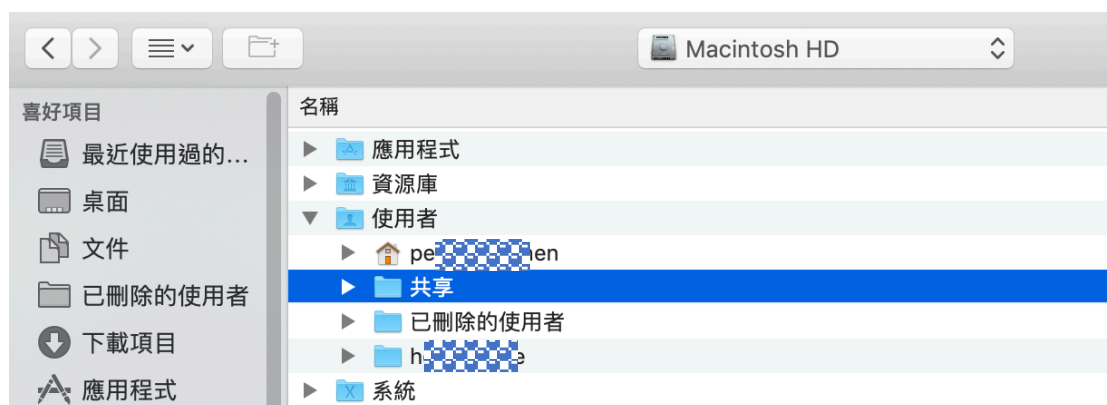 Macintosh HD
喜好項目
最近使用過的...
桌面
文件
已刪除的使用者
下載項目
應用程式
名稱
應用程式
資源庫
使用者
pe
en
共享
已刪除的使用者
h
系統